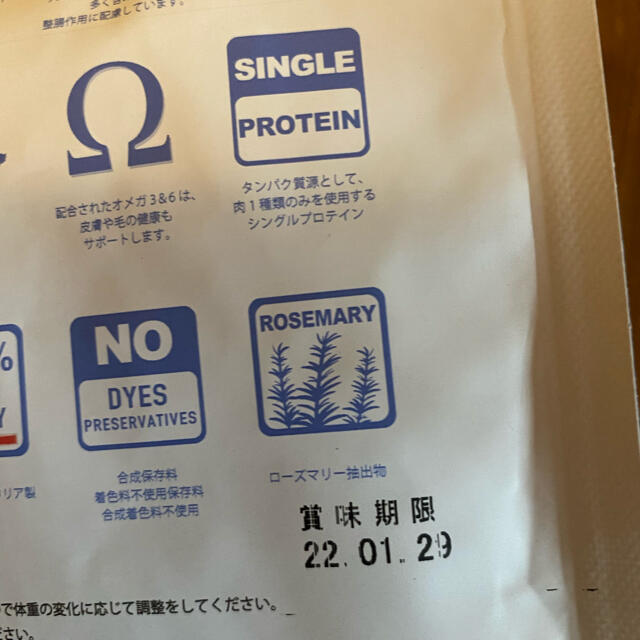 整腸作用に配慮しています。
Ω
SINGLE
PROTEIN
配合されたオメガ3&6は、
皮膚や毛の健康も
サポートします。
タンパク質源として、
肉1種類のみを使用する
シングルプロテイン
%
Y
NO
DYES
PRESERVATIVES
ROSEMARY
リア製
合成保存料
着色料不使用保存料
合成着色料不使用
ローズマリー抽出物
賞味期限
22.01.29
で体重の変化に応じて調整をしてください。
ださい。